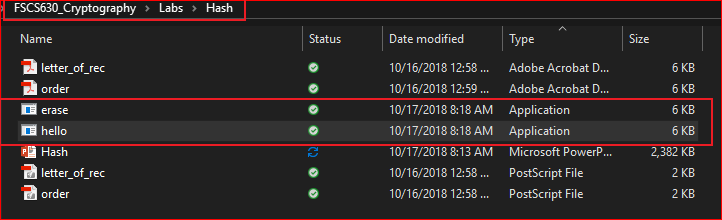 FSCS630_Cryptography > Labs > Hash
Name Status Date modified Type Size
letter_of_rec 10/16/2018 12:58 ... Adobe Acrobat D... 6 KB
order 10/16/2018 12:59 ... Adobe Acrobat D... 6 KB
erase 10/17/2018 8:18 AM Application 6 KB
hello 10/17/2018 8:18 AM Application 6 KB
Hash 10/17/2018 8:13 AM Microsoft PowerP... 2,382 KB
letter_of_rec 10/16/2018 12:58 ... PostScript File 6 KB
order 10/16/2018 12:58 ... PostScript File 6 KB